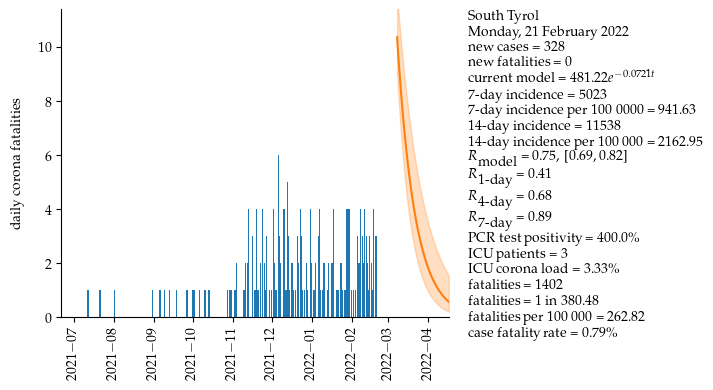 South Tyrol
Monday, 21 February 2022
new cases = 328
new fatalities = 0
current model = 481.22e^−0.0721t
7-day incidence = 5023
7-day incidence per 100 0000 = 941.63
14-day incidence = 11538
14-day incidence per 100 000 = 2162.95
R_model = 0.75, [0.69, 0.82]
R_1-day = 0.41
R_4-day = 0.68
R_7-day = 0.89
PCR test positivity = 400.0%
ICU patients = 3
ICU corona load = 3.33%
fatalities = 1402
fatalities = 1 in 380.48
fatalities per 100 000 = 262.82
case fatality rate = 0.79%
daily corona fatalities
10
8
6
4
2
0
2021−07
2021−08
2021−09
2021−10
2021−11
2021−12
2022−01
2022−02
2022−03
2022−04